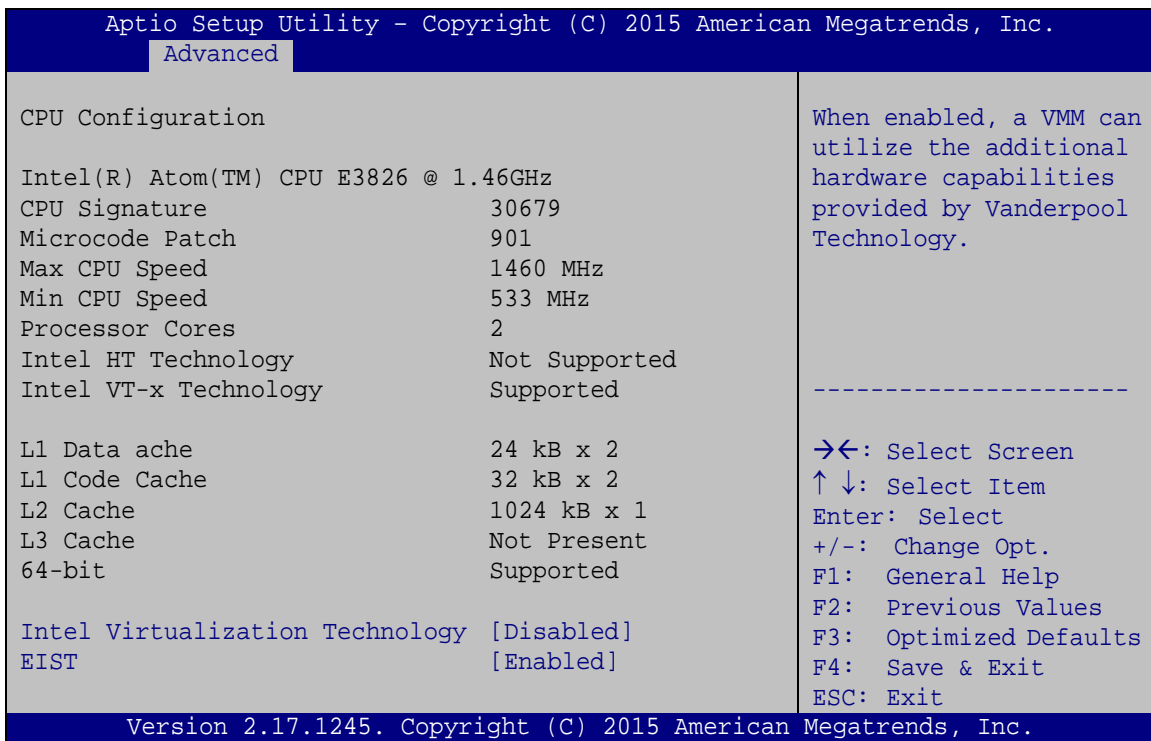 Aptio Setup Utility – Copyright (C) 2015 American Megatrends, Inc.
Advanced
CPU Configuration
Intel(R) Atom(TM) CPU E3826 @ 1.46GHz
CPU Signature 30679
Microcode Patch 901
Max CPU Speed 1460 MHz
Min CPU Speed 533 MHz
Processor Cores 2
Intel HT Technology Not Supported
Intel VT-x Technology Supported
L1 Data ache 24 kB x 2
L1 Code Cache 32 kB x 2
L2 Cache 1024 kB x 1
L3 Cache Not Present
64-bit Supported
Intel Virtualization Technology [Disabled]
EIST [Enabled]
When enabled, a VMM can
utilize the additional
hardware capabilities
provided by Vanderpool
Technology.
----------------------
→←: Select Screen
↑ ↓: Select Item
Enter: Select
+/-: Change Opt.
F1: General Help
F2: Previous Values
F3: Optimized Defaults
F4: Save & Exit
ESC: Exit
Version 2.17.1245. Copyright (C) 2015 American Megatrends, Inc.